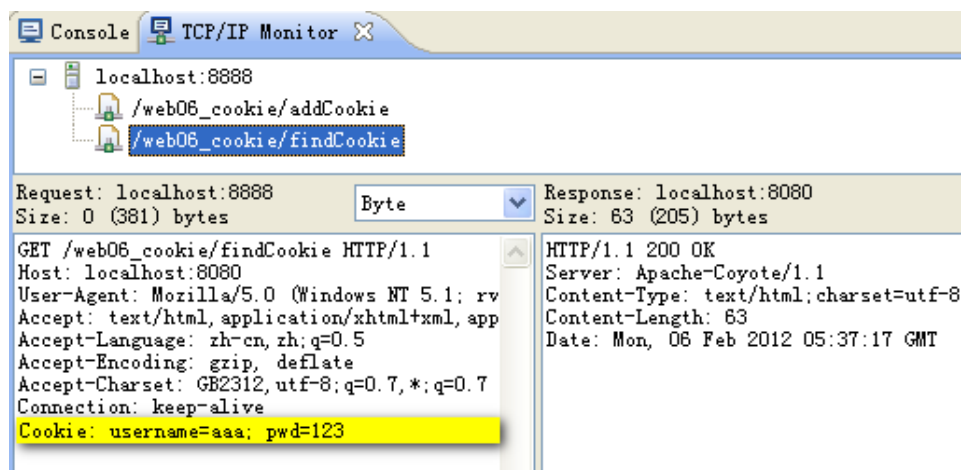 Console TCP/IP Monitor
localhost:8888
/web06_cookie/addCookie
/web06_cookie/findCookie
Request: localhost:8888
Size: 0 (381) bytes
Byte
Response: localhost:8080
Size: 63 (205) bytes
GET /web06_cookie/findCookie HTTP/1.1
Host: localhost:8080
User-Agent: Mozilla/5.0 (Windows NT 5.1; rv
Accept: text/html,application/xhtml+xml,app
Accept-Language: zh-cn,zh;q=0.5
Accept-Encoding: gzip, deflate
Accept-Charset: GB2312,utf-8;q=0.7,*;q=0.7
Connection: keep-alive
Cookie: username=aaa; pwd=123
HTTP/1.1 200 OK
Server: Apache-Coyote/1.1
Content-Type: text/html;charset=utf-8
Content-Length: 63
Date: Mon, 06 Feb 2012 05:37:17 GMT